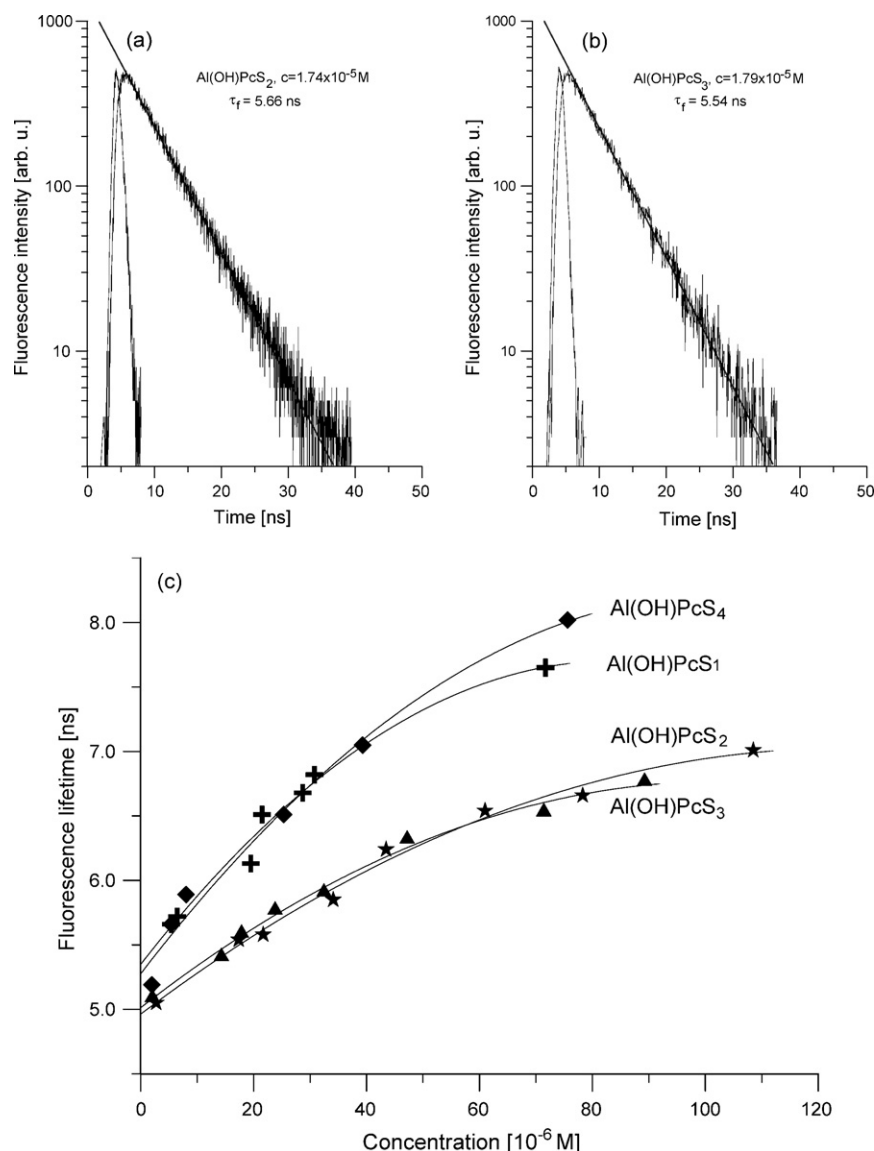 (a)
Al(OH)PcS2, c=1.74x10-5M
τf = 5.66 ns
1000
100
10
Fluorescence intensity [arb. u.]
0 10 20 30 40 50
Time [ns]
(b)
Al(OH)PcS3, c=1.79x10-5M
τf = 5.54 ns
1000
100
10
Fluorescence intensity [arb. u.]
0 10 20 30 40 50
Time [ns]
(c)
Al(OH)PcS4
Al(OH)PcS1
Al(OH)PcS2
Al(OH)PcS3
8.0
7.0
6.0
5.0
Fluorescence lifetime [ns]
0 20 40 60 80 100 120
Concentration [10-6 M]